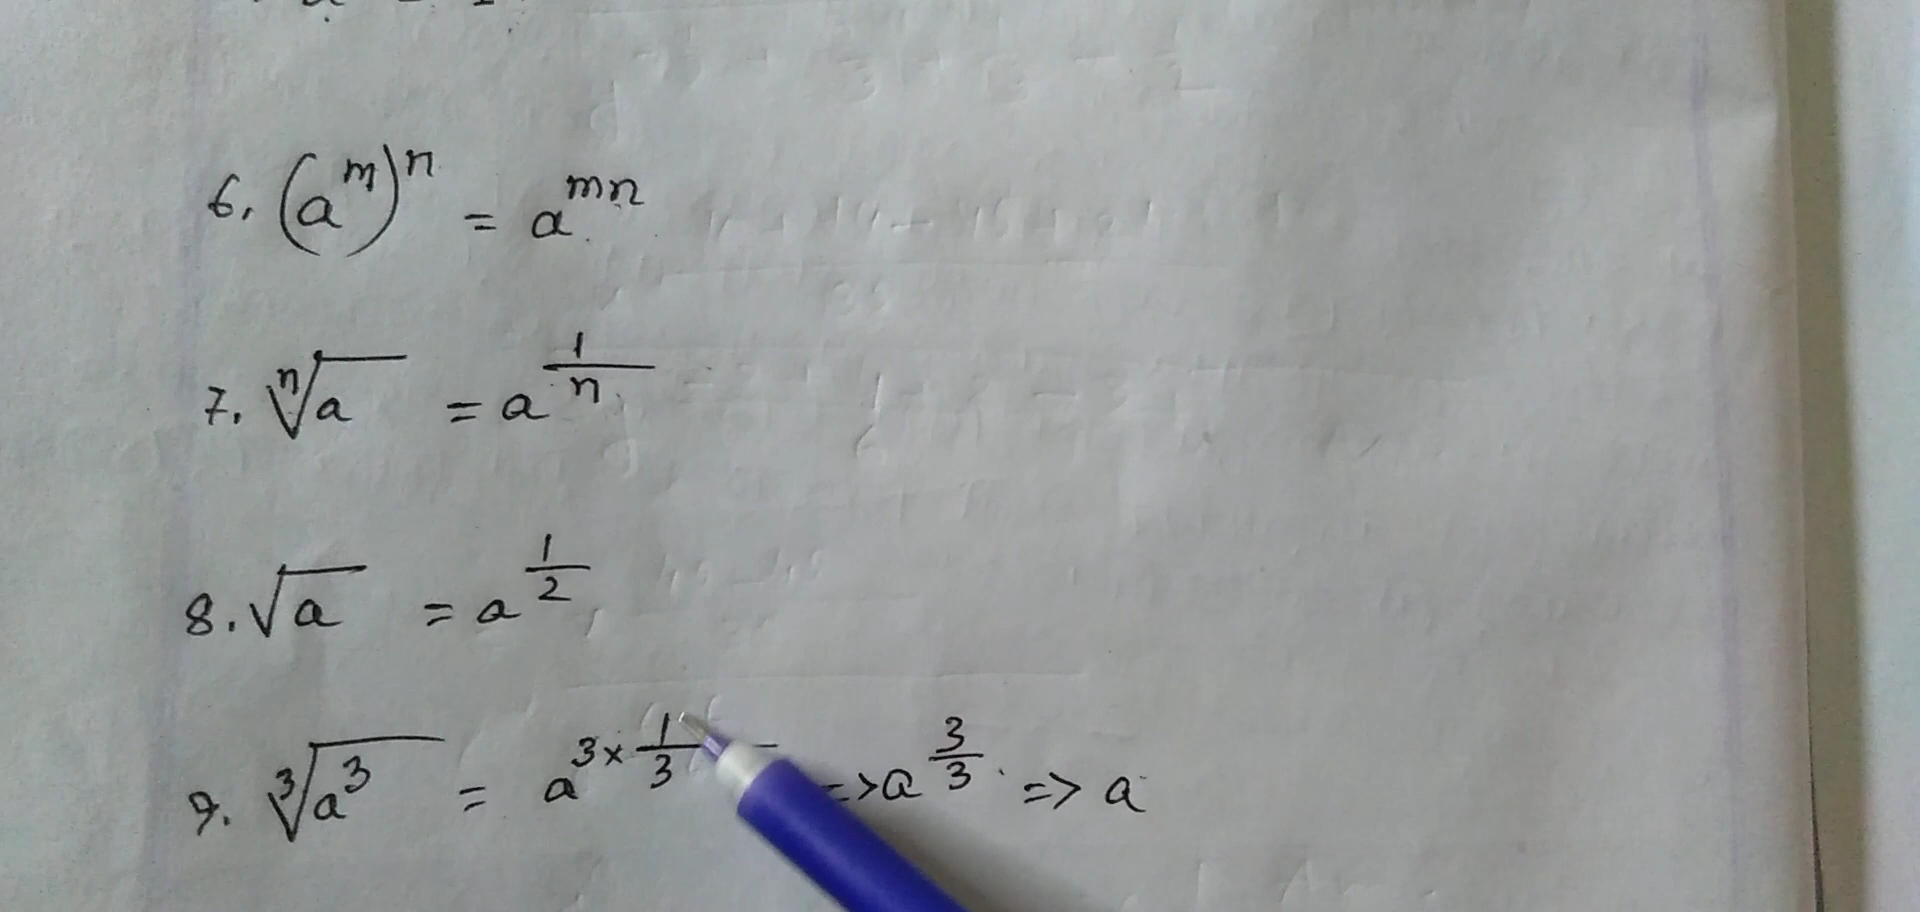 6. (a^m)^n = a^mn
7. ⁿ√a = a^1/n
8. √a = a^1/2
9. ³√a³ = a^3×1/3 => a^3/3 => a